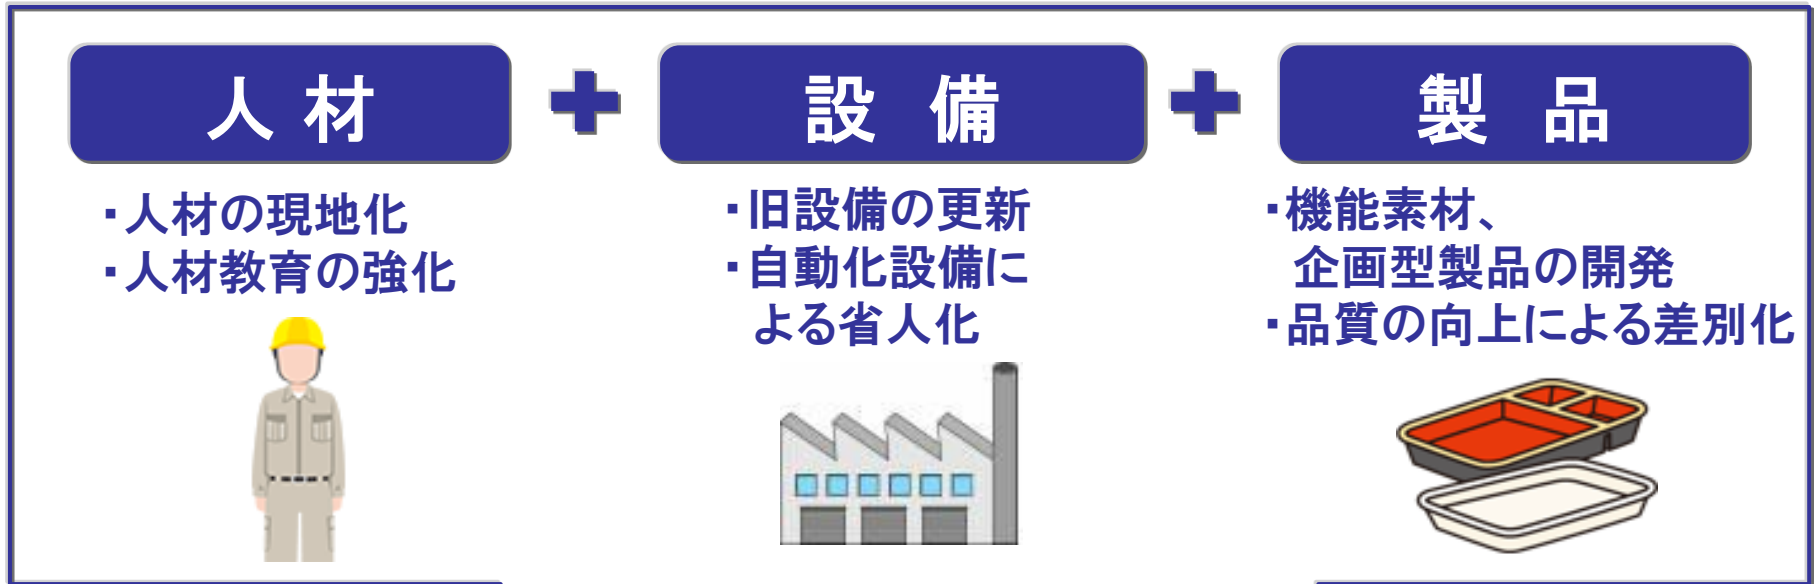 人材
設備
製品
・人材の現地化
・人材教育の強化
・旧設備の更新
・自動化設備に
よる省人化
・機能素材、
企画型製品の開発
・品質の向上による差別化